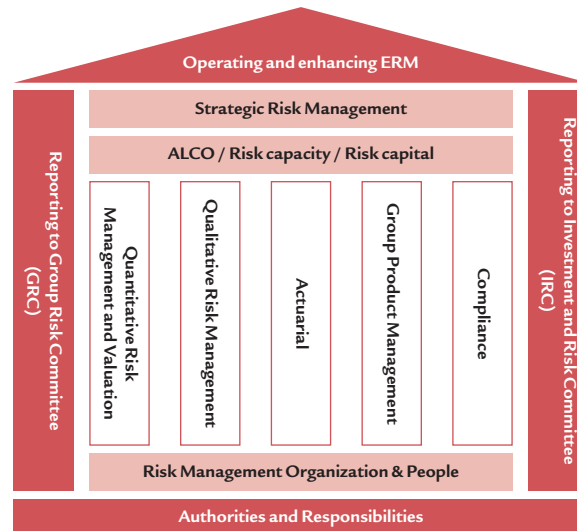 Operating and enhancing ERM
Strategic Risk Management
ALCO / Risk capacity / Risk capital
Reporting to Group Risk Committee
(GRC)
Quantitative Risk
Management and Valuation
Qualitative Risk Management
Actuarial
Group Product Management
Compliance
Reporting to Investment and Risk Committee
(IRC)
Risk Management Organization & People
Authorities and Responsibilities